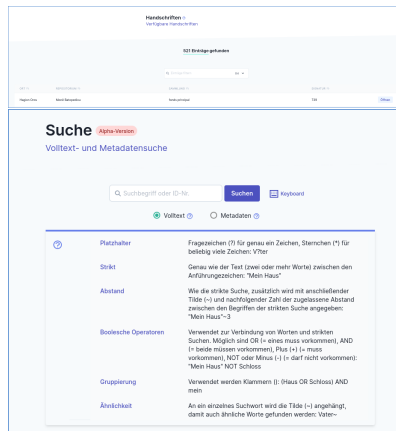 Handschriften
Verfügbare Handschriften
521 Einträge gefunden
Suche Alpha-Version
Volltext- und Metadatensuche
Suchbegriff oder ID-Nr. Suchen Keyboard
Volltext Metadaten
Platzhalter Fragezeichen (?) für genau ein Zeichen, Sternchen (*) für
beliebig viele Zeichen: V?ter
Strikt Genau wie der Text (zwei oder mehr Worte) zwischen den
Anführungzeichen: "Mein Haus"
Abstand Wie die strikte Suche, zusätzlich wird mit anschließender
Tilde (~) und nachfolgender Zahl der zugelassene Abstand
zwischen den Begriffen der strikten Suche angegeben:
"Mein Haus"~3
Boolesche Operatoren Verwendet zur Verbindung von Worten und strikten
Suchen. Möglich sind OR (= eines muss vorkommen), AND
(= beide müssen vorkommen), Plus (+) (= muss
vorkommen), NOT oder Minus (-) (= darf nicht vorkommen):
"Mein Haus" NOT Schloss
Gruppierung Verwendet werden Klammern (): (Haus OR Schloss) AND
mein
Ähnlichkeit An ein einzelnes Suchwort wird die Tilde (~) angehängt,
damit auch ähnliche Worte gefunden werden: Vater~